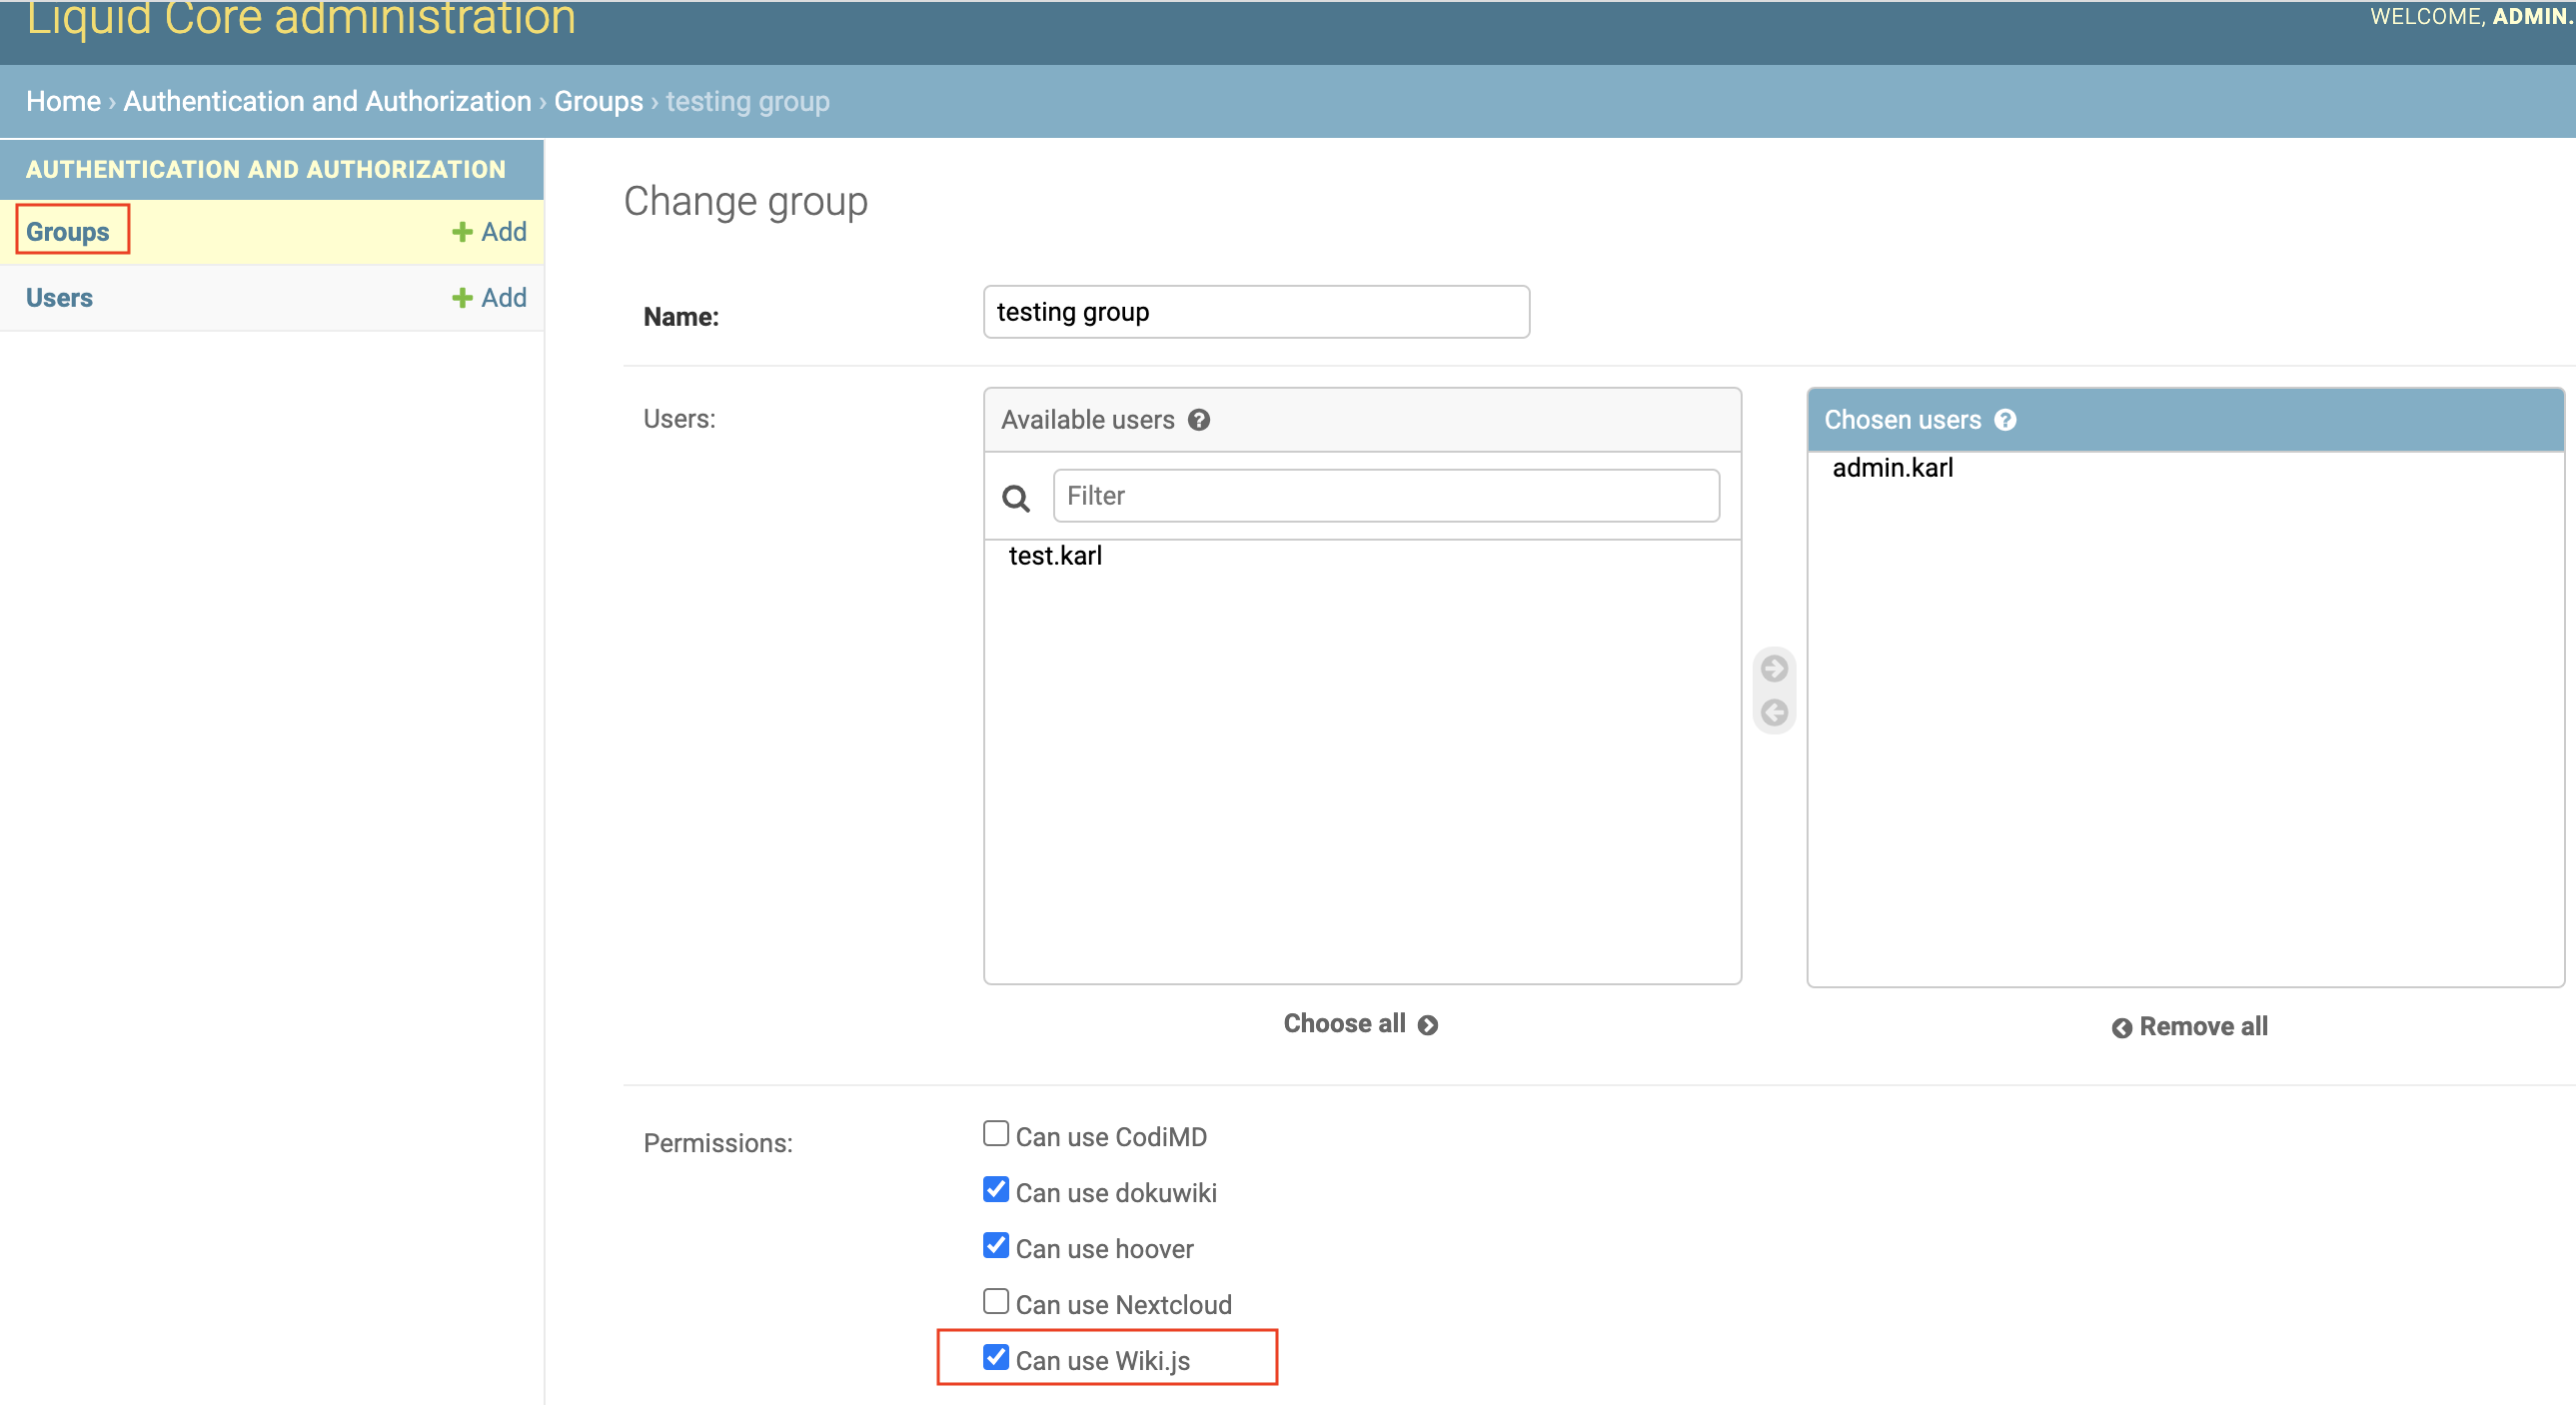 Liquid Core administration
WELCOME, ADMIN.
Home › Authentication and Authorization › Groups › testing group
AUTHENTICATION AND AUTHORIZATION
Groups
Add
Users
Add
Change group
Name:
testing group
Users:
Available users
Filter
test.karl
Choose all
Chosen users
admin.karl
Remove all
Permissions:
Can use CodiMD
Can use dokuwiki
Can use hoover
Can use Nextcloud
Can use Wiki.js